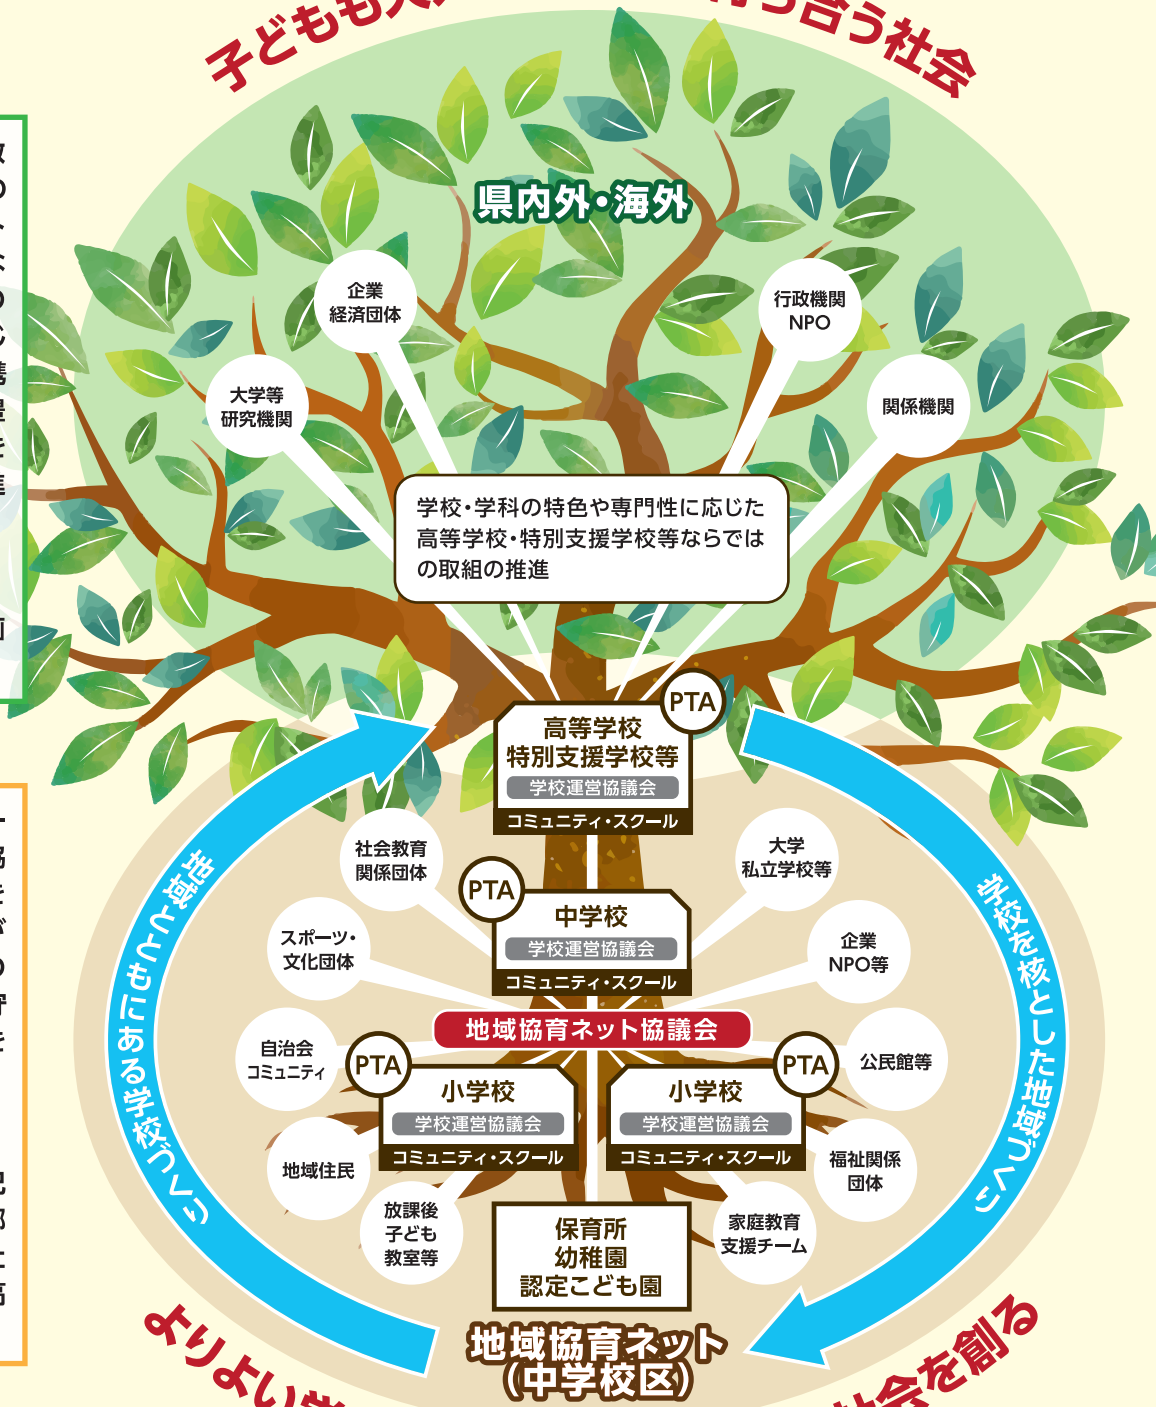 子ども
合う社会
県内外・海外
企業
経済団体
行政機関
NPO
大学等
研究機関
関係機関
学校・学科の特色や専門性に応じた
高等学校・特別支援学校等ならでは
の取組の推進
PTA
高等学校
特別支援学校等
学校運営協議会
コミュニティ・スクール
社会教育
関係団体
大学
私立学校等
PTA
中学校
学校運営協議会
コミュニティ・スクール
スポーツ・
文化団体
企業
NPO等
地域協育ネット協議会
自治会
コミュニティ
PTA
小学校
学校運営協議会
コミュニティ・スクール
PTA
小学校
学校運営協議会
コミュニティ・スクール
公民館等
地域住民
福祉関係
団体
放課後
子ども
教室等
家庭教育
支援チーム
保育所
幼稚園
認定こども園
地域とともにある学校づくり
学校を核とした地域づくり
地域協育ネット
（中学校区）
よりよい
社会を創る